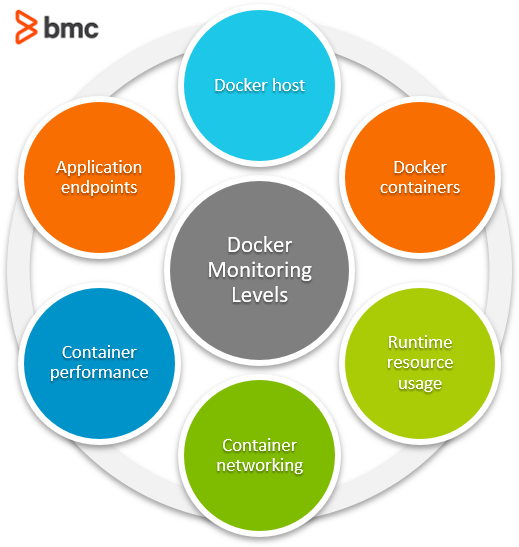 bmc
Docker host
Docker
containers
Runtime
resource
usage
Container
networking
Container
performance
Application
endpoints
Docker
Monitoring
Levels